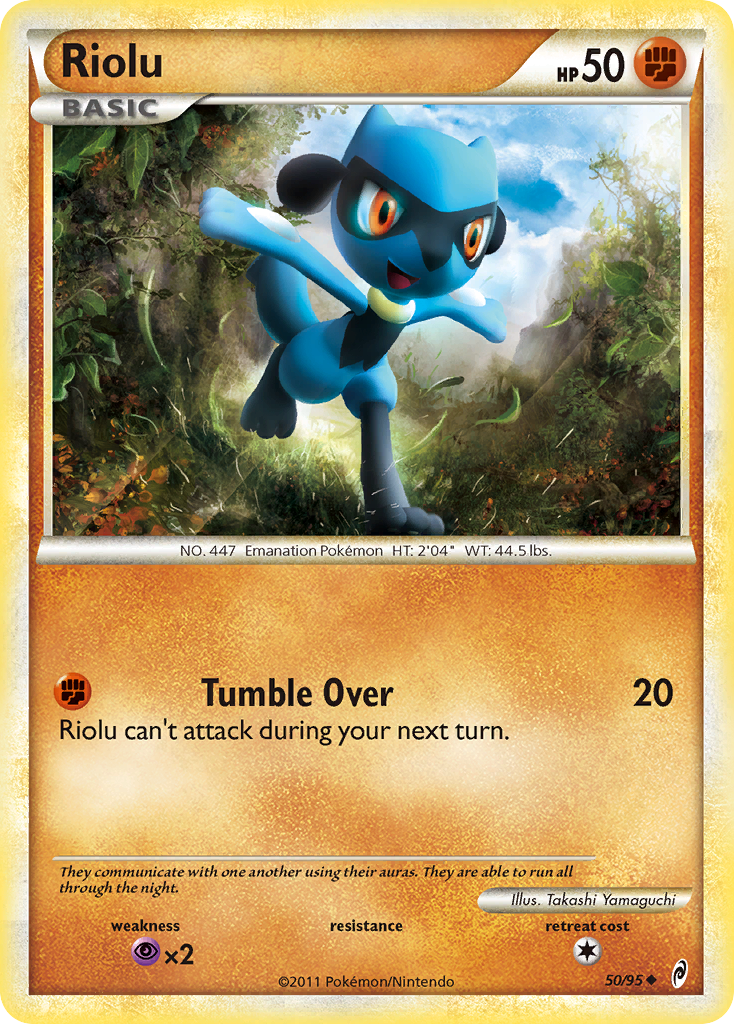 Riolu
HP 50
BASIC
NO. 447 Emanation Pokémon HT: 2'04" WT: 44.5 lbs.
Tumble Over 20
Riolu can't attack during your next turn.
They communicate with one another using their auras. They are able to run all
through the night.
Illus. Takashi Yamaguchi
weakness resistance retreat cost
×2
©2011 Pokémon/Nintendo 50/95